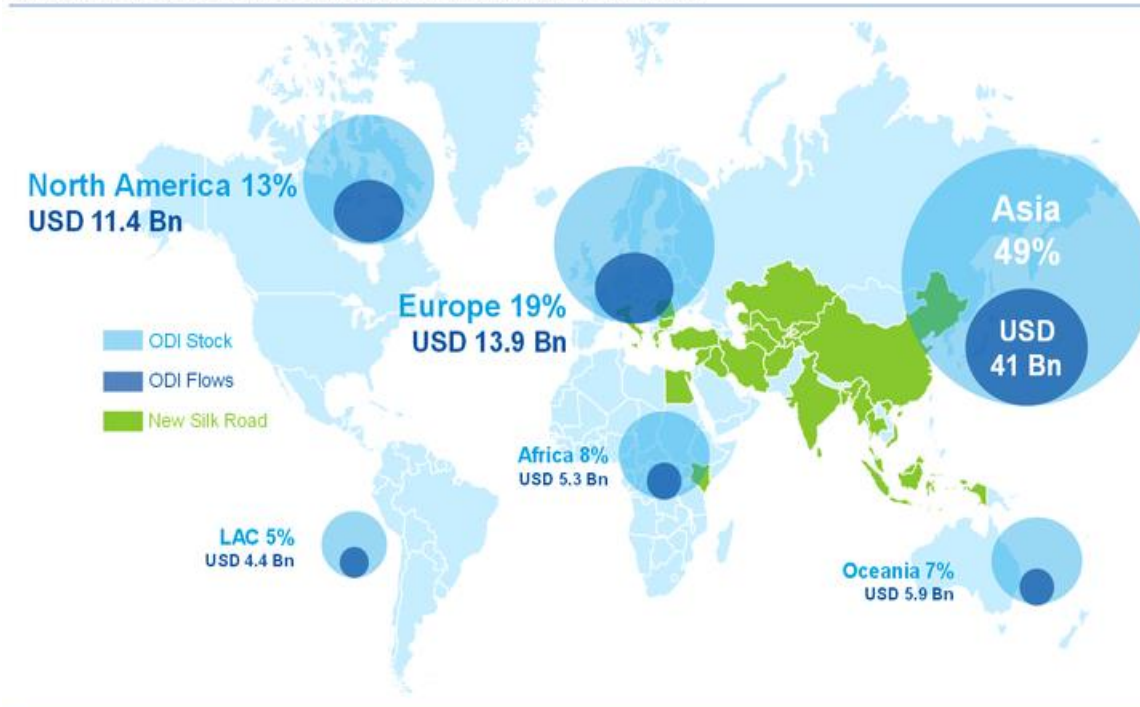 North America 13%
USD 11.4 Bn
Asia
49%
USD
41 Bn
Europe 19%
USD 13.9 Bn
ODI Stock
ODI Flows
New Silk Road
Africa 8%
USD 5.3 Bn
LAC 5%
USD 4.4 Bn
Oceania 7%
USD 5.9 Bn